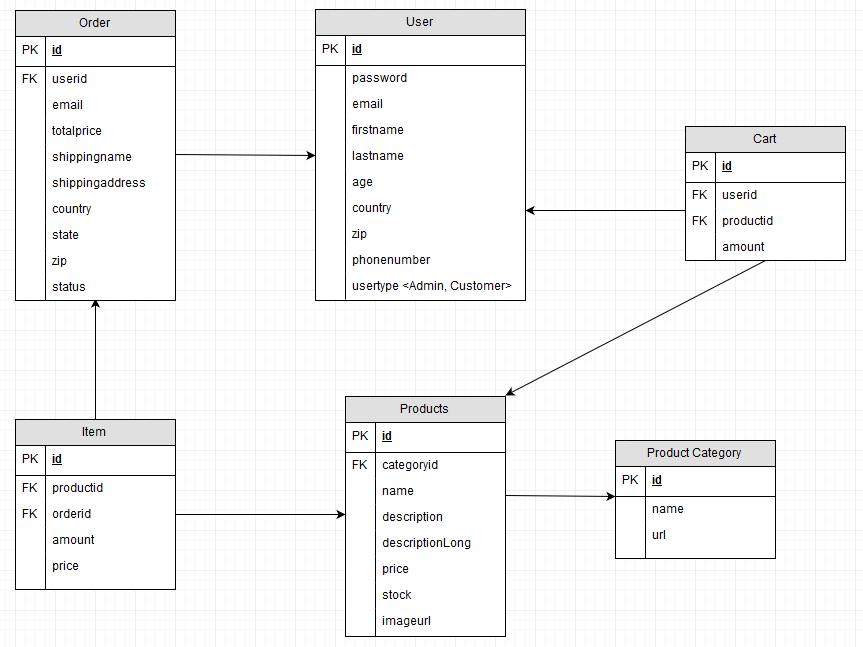 Order
PK id
FK userid
email
totalprice
shippingname
shippingaddress
country
state
zip
status
User
PK id
password
email
firstname
lastname
age
country
zip
phonenumber
usertype <Admin, Customer>
Cart
PK id
FK userid
FK productid
amount
Item
PK id
FK productid
FK orderid
amount
price
Products
PK id
FK categoryid
name
description
descriptionLong
price
stock
imageurl
Product Category
PK id
name
url